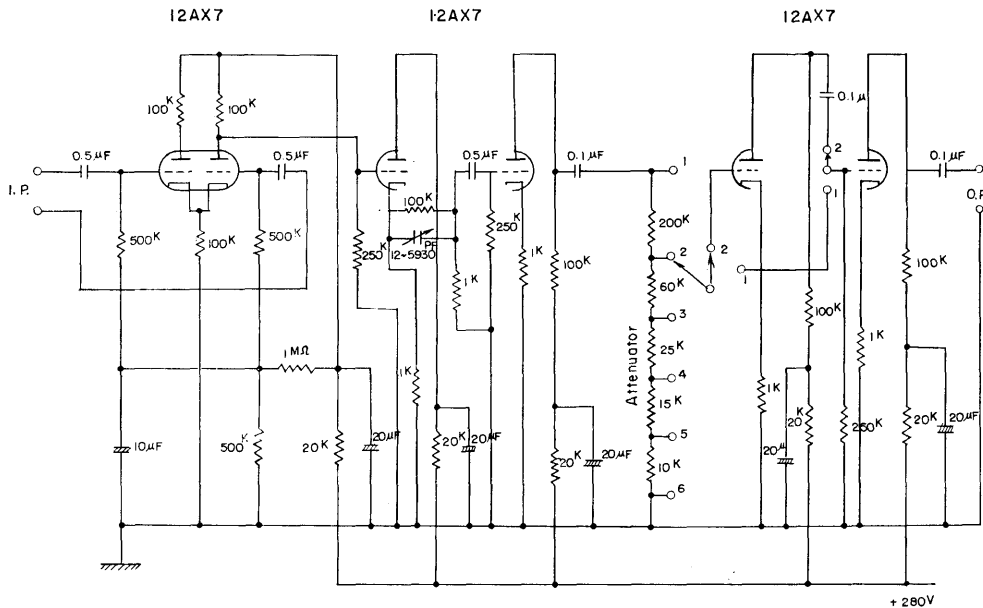 12AX7
12AX7
12AX7
100K
100K
0.1μ
0.5μF
0.5μF
0.5μF
0.1μF
1
2
0.1μF
I.P.
1
O.P
100K
200K
500K
100K
500K
250K
PF
12~5930
250K
1K
2
2
1
1K
100K
60K
100K
100K
3
1K
1MΩ
25K
Attenuator
4
1K
1K
15K
10μF
500K
20K
20μF
20K
20μF
20K
20μF
5
10K
6
20μ
20K
250K
20K
20μF
+280V